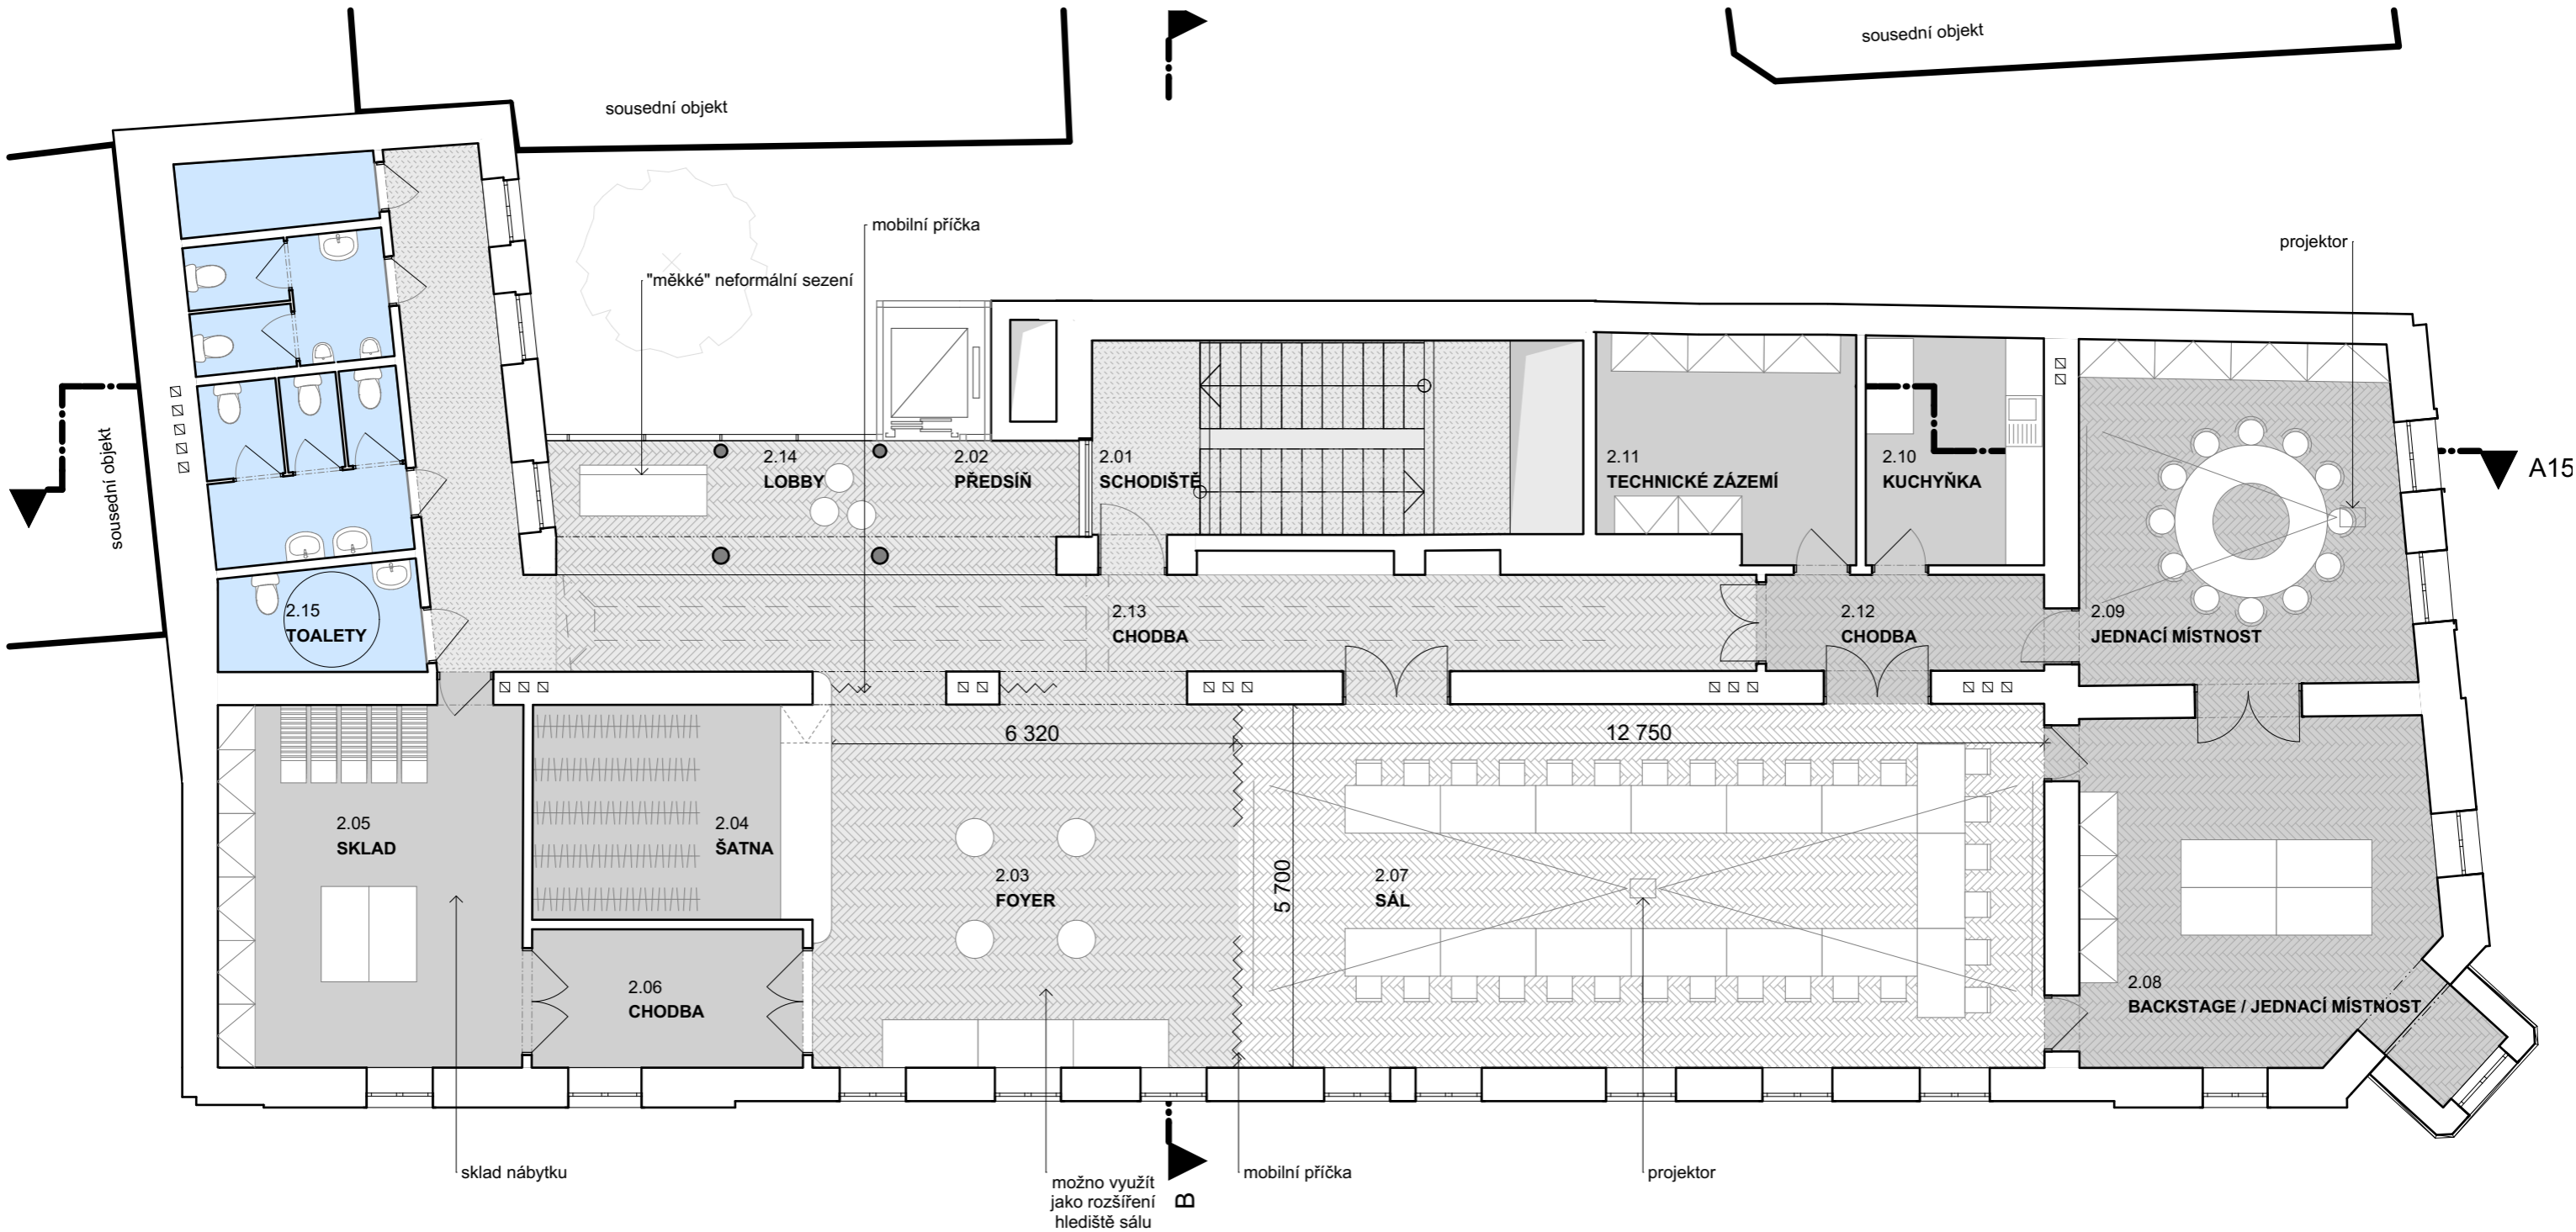 sousední objekt
sousední objekt
mobilní příčka
projektor
"měkké" neformální sezení
sousední objekt
2.14
LOBBY
2.02
PŘEDSÍŇ
2.01
SCHODIŠTĚ
2.11
TECHNICKÉ ZÁZEMÍ
2.10
KUCHYŇKA
A15
2.15
TOALETY
2.13
CHODBA
2.12
CHODBA
2.09
JEDNACÍ MÍSTNOST
6 320
12 750
2.05
SKLAD
2.04
ŠATNA
2.03
FOYER
5 700
2.07
SÁL
2.06
CHODBA
2.08
BACKSTAGE / JEDNACÍ MÍSTNOST
sklad nábytku
možno využít
jako rozšíření
hlediště sálu
B
mobilní příčka
projektor